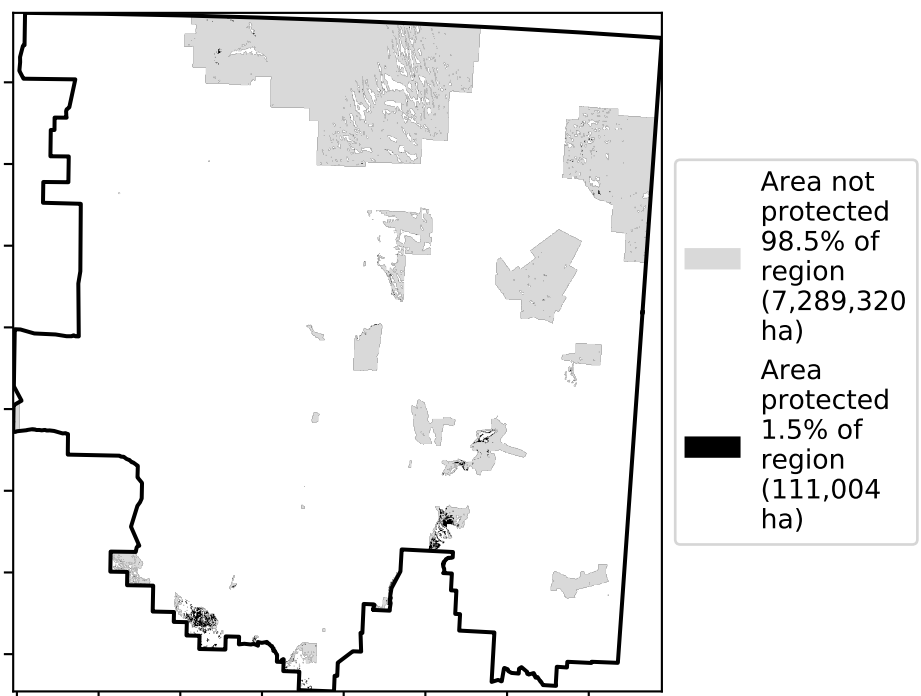 Area not
protected
98.5% of
region
(7,289,320
ha)
Area
protected
1.5% of
region
(111,004
ha)